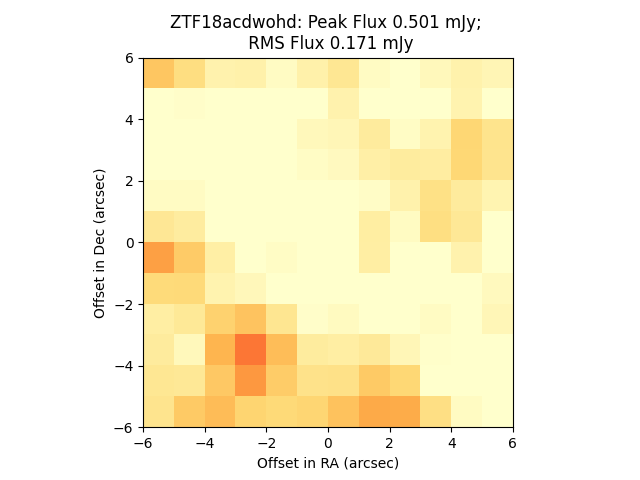 ZTF18acdwohd: Peak Flux 0.501 mJy;
RMS Flux 0.171 mJy
6
4
2
0
−2
−4
−6
Offset in Dec (arcsec)
−6 −4 −2 0 2 4 6
Offset in RA (arcsec)